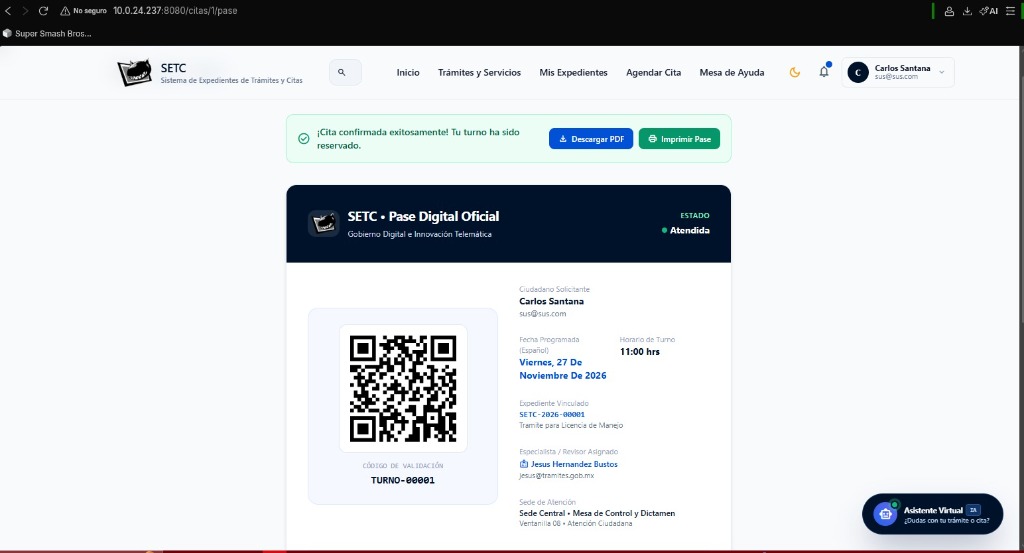 No seguro 10.0.24.237:8080/citas/1/pase
AI
Super Smash Bros...
SETC
Sistema de Expedientes de Trámites y Citas
Inicio Trámites y Servicios Mis Expedientes Agendar Cita Mesa de Ayuda
C
Carlos Santana
sus@sus.com
¡Cita confirmada exitosamente! Tu turno ha sido
reservado.
Descargar PDF
Imprimir Pase
SETC • Pase Digital Oficial
Gobierno Digital e Innovación Telemática
ESTADO
Atendida
CÓDIGO DE VALIDACIÓN
TURNO-00001
Ciudadano Solicitante
Carlos Santana
sus@sus.com
Fecha Programada
(Español)
Viernes, 27 De
Noviembre De 2026
Horario de Turno
11:00 hrs
Expediente Vinculado
SETC-2026-00001
Tramite para Licencia de Manejo
Especialista / Revisor Asignado
Jesus Hernandez Bustos
jesus@tramites.gob.mx
Sede de Atención
Sede Central • Mesa de Control y Dictamen
Ventanilla 08 • Atención Ciudadana
Asistente Virtual IA
¿Dudas con tu trámite o cita?